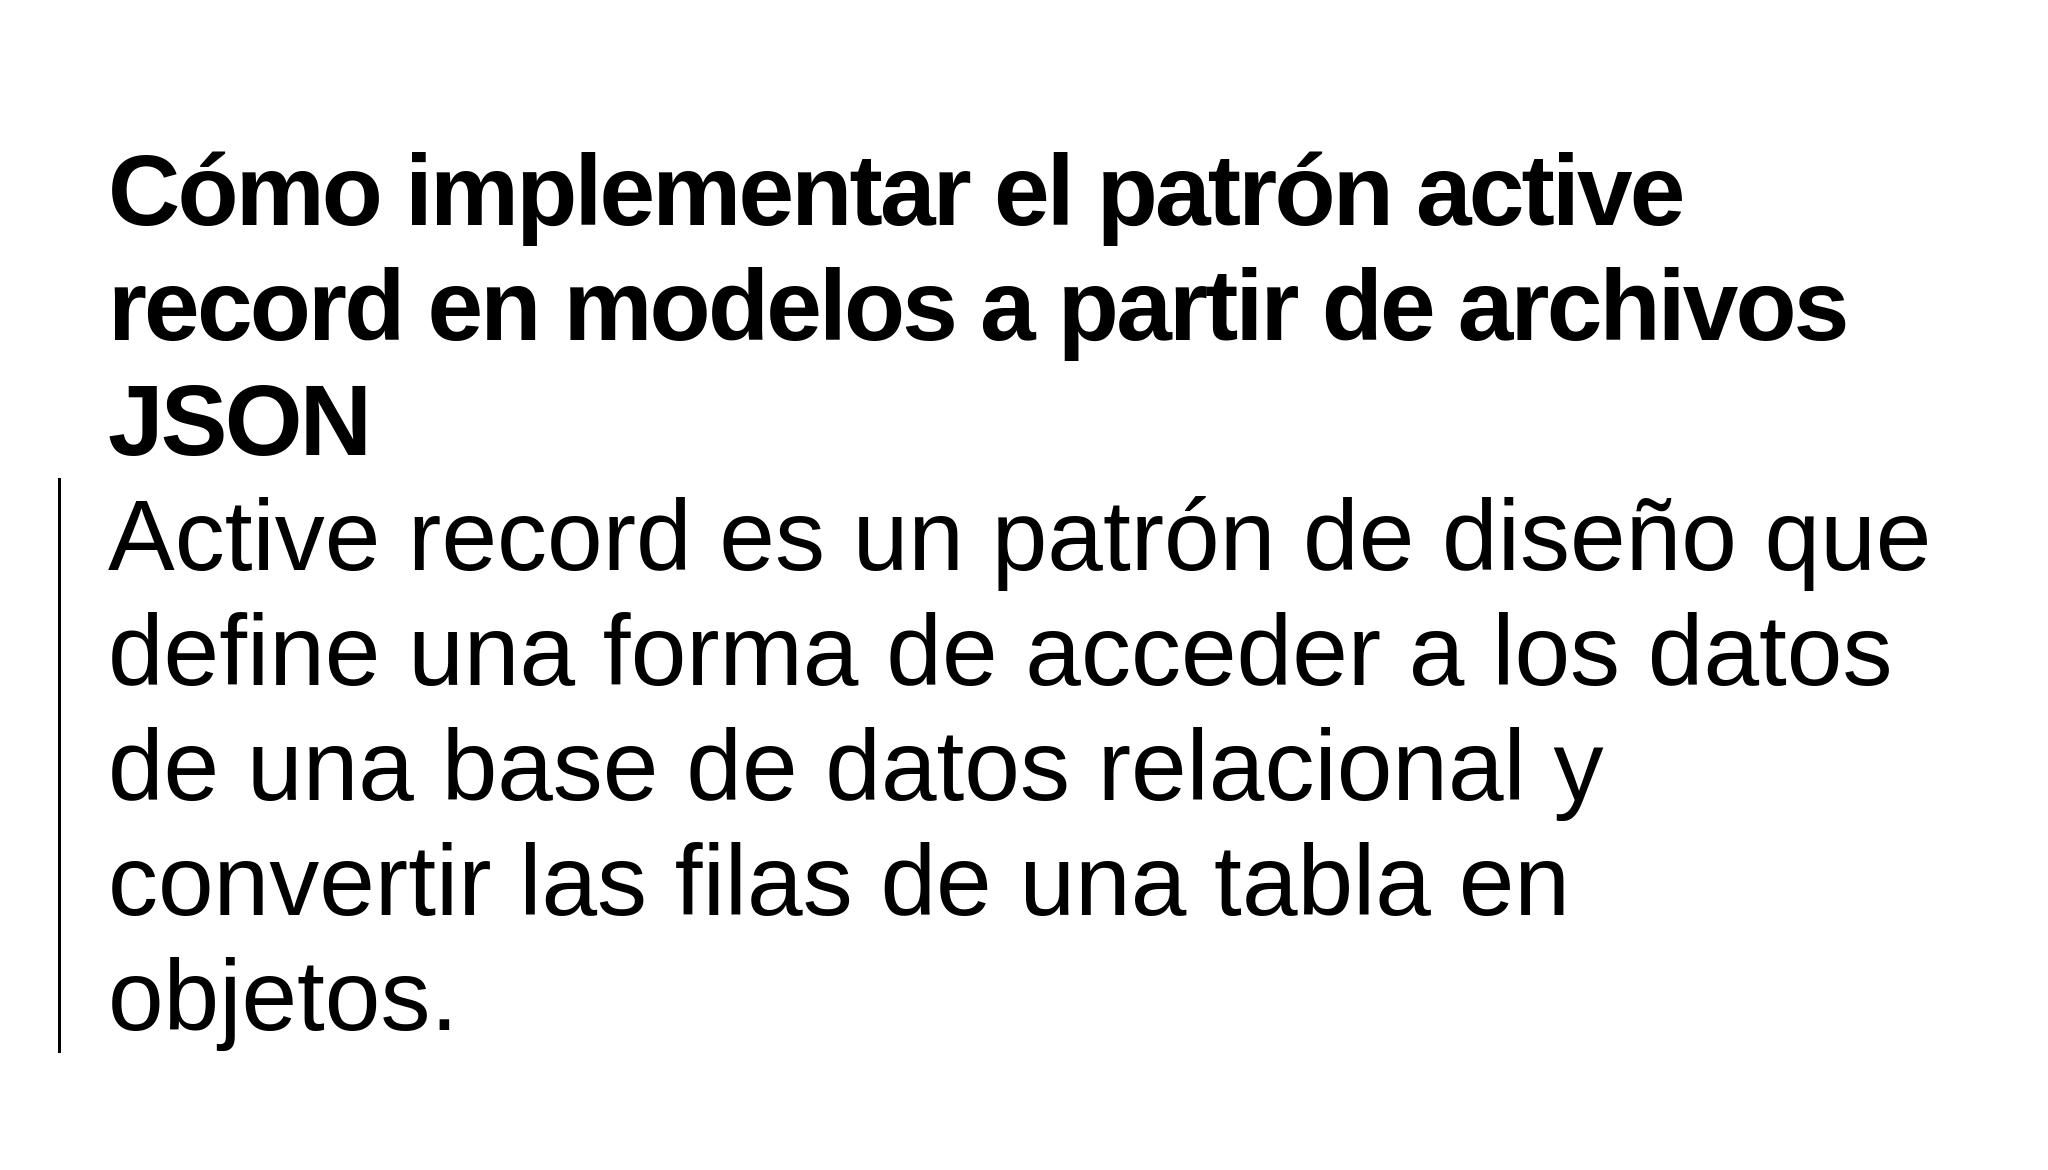 Cómo implementar el patrón active
record en modelos a partir de archivos
JSON
Active record es un patrón de diseño que
define una forma de acceder a los datos
de una base de datos relacional y
convertir las filas de una tabla en
objetos.